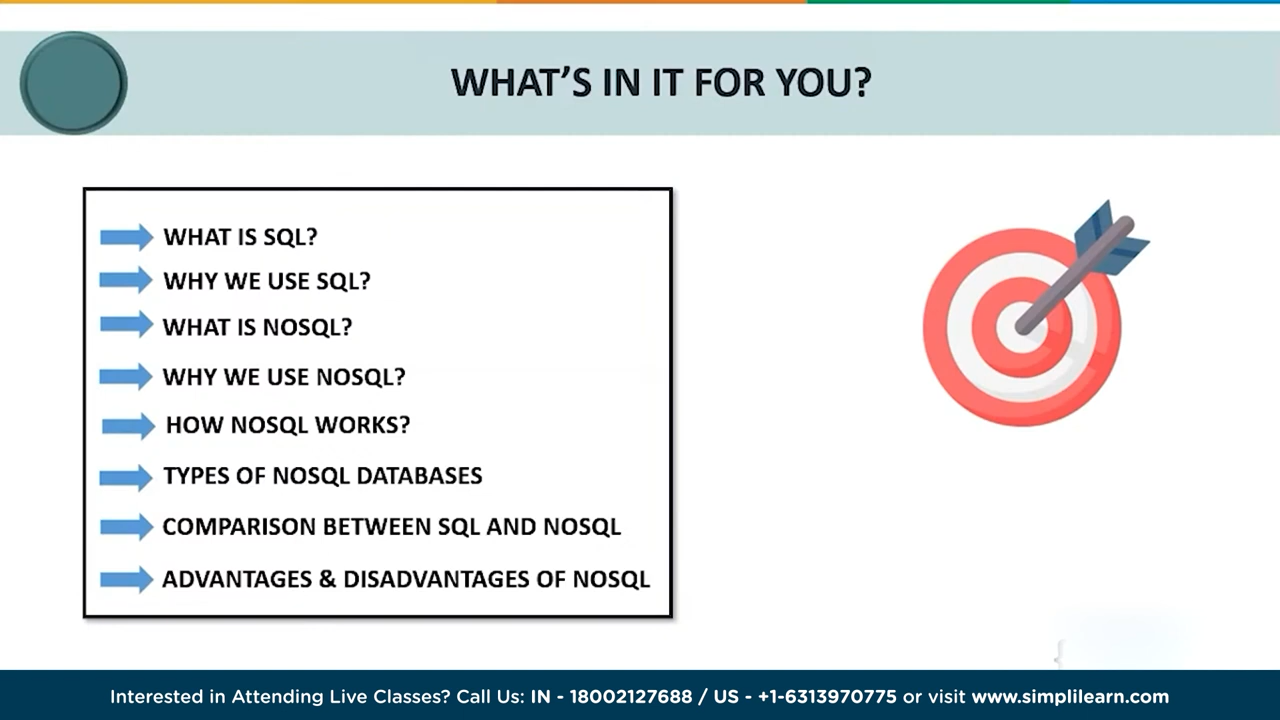 WHAT'S IN IT FOR YOU?
WHAT IS SQL?
WHY WE USE SQL?
WHAT IS NOSQL?
WHY WE USE NOSQL?
HOW NOSQL WORKS?
TYPES OF NOSQL DATABASES
COMPARISON BETWEEN SQL AND NOSQL
ADVANTAGES & DISADVANTAGES OF NOSQL
Interested in Attending Live Classes? Call Us: IN - 18002127688 / US - +1-6313970775 or visit www.simplilearn.com